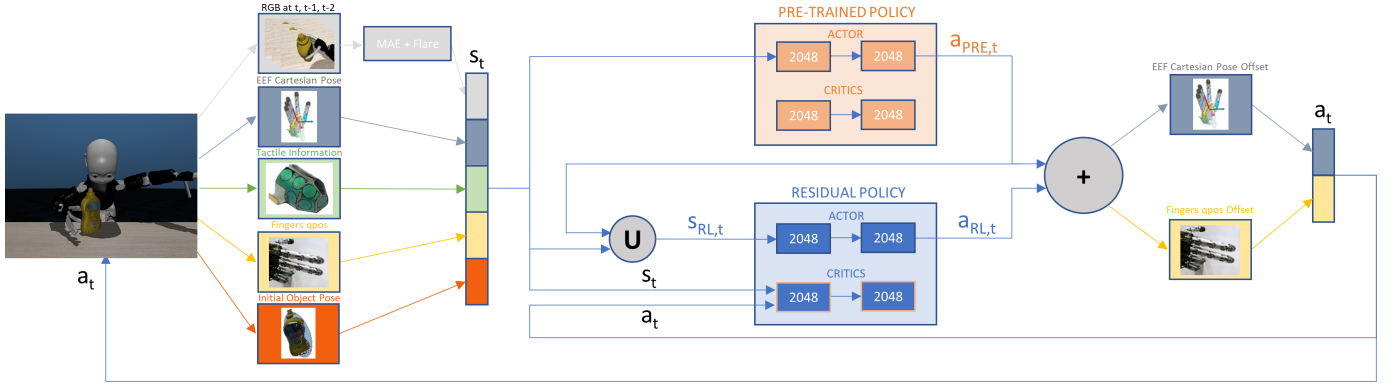 RGB at t, t-1, t-2
MAE + Flare
EEF Cartesian Pose
Tactile Information
Fingers qpos
Initial Object Pose
a_t
s_t
PRE-TRAINED POLICY
ACTOR
2048
2048
CRITICS
2048
2048
a_PRE,t
U
s_RL,t
s_t
a_t
RESIDUAL POLICY
ACTOR
2048
2048
CRITICS
2048
2048
a_RL,t
+
EEF Cartesian Pose Offset
Fingers qpos Offset
a_t